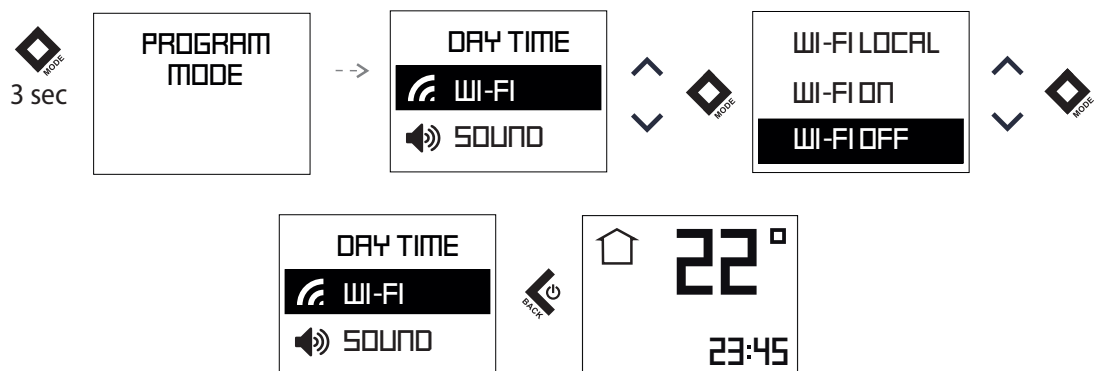 MODE
3 sec
PROGRAM
MODE
DAY TIME
WI-FI
SOUND
MODE
WI-FI LOCAL
WI-FI ON
WI-FI OFF
MODE
DAY TIME
WI-FI
SOUND
BACK
22°
23:45